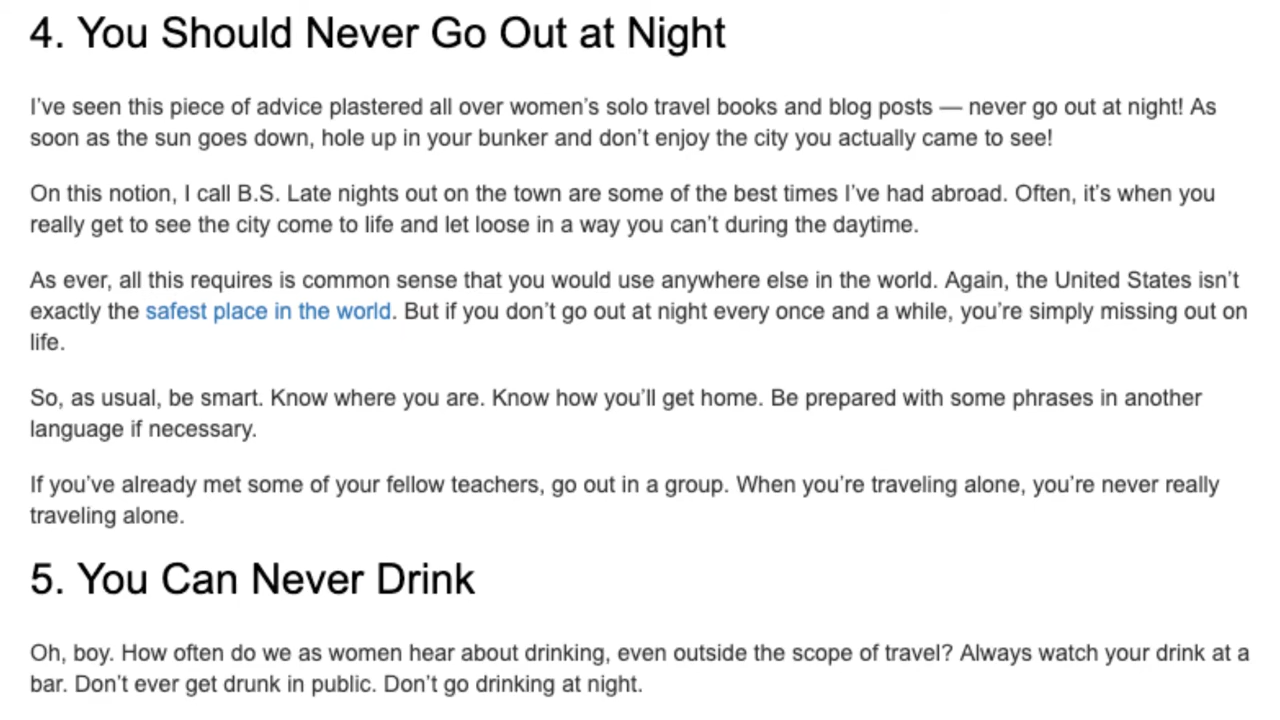 4. You Should Never Go Out at Night
I’ve seen this piece of advice plastered all over women’s solo travel books and blog posts — never go out at night! As
soon as the sun goes down, hole up in your bunker and don’t enjoy the city you actually came to see!
On this notion, I call B.S. Late nights out on the town are some of the best times I’ve had abroad. Often, it’s when you
really get to see the city come to life and let loose in a way you can’t during the daytime.
As ever, all this requires is common sense that you would use anywhere else in the world. Again, the United States isn’t
exactly the safest place in the world. But if you don’t go out at night every once and a while, you’re simply missing out on
life.
So, as usual, be smart. Know where you are. Know how you’ll get home. Be prepared with some phrases in another
language if necessary.
If you’ve already met some of your fellow teachers, go out in a group. When you’re traveling alone, you’re never really
traveling alone.
5. You Can Never Drink
Oh, boy. How often do we as women hear about drinking, even outside the scope of travel? Always watch your drink at a
bar. Don’t ever get drunk in public. Don’t go drinking at night.